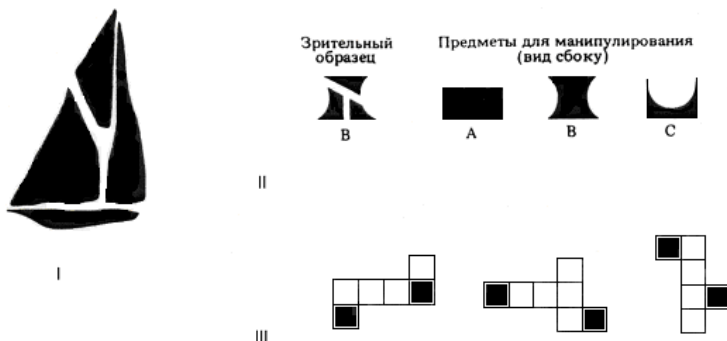 Зрительный
образец
Предметы для манипулирования
(вид сбоку)
B
A
B
C
II
I
III